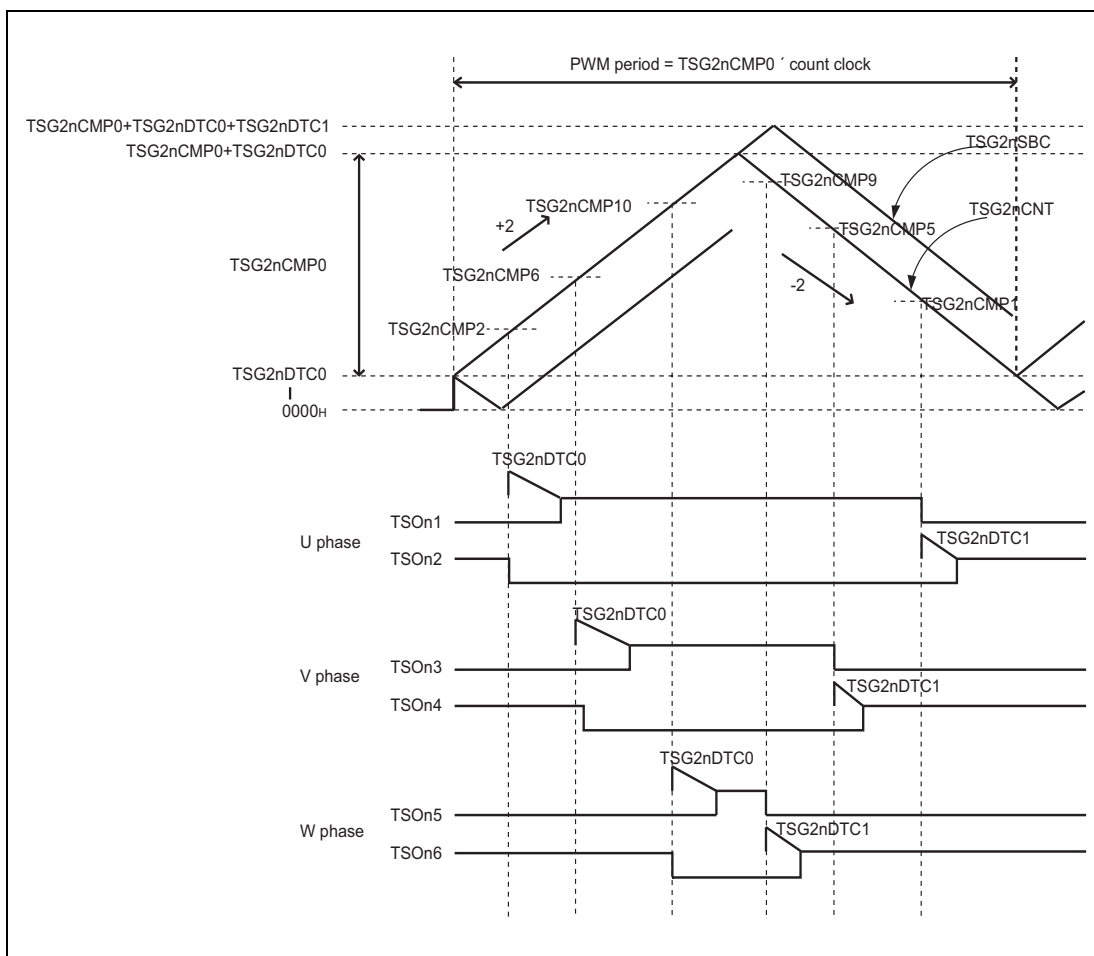 PWM period = TSG2nCMP0 ´ count clock
TSG2nCMP0+TSG2nDTC0+TSG2nDTC1
TSG2nCMP0+TSG2nDTC0
TSG2nSBC
TSG2nCMP9
TSG2nCMP10
TSG2nCNT
+2
TSG2nCMP5
TSG2nCMP0
TSG2nCMP6
-2
TSG2nCMP1
TSG2nCMP2
TSG2nDTC0
0000H
TSG2nDTC0
TSOn1
U phase
TSG2nDTC1
TSOn2
TSG2nDTC0
TSOn3
V phase
TSG2nDTC1
TSOn4
TSG2nDTC0
TSOn5
W phase
TSG2nDTC1
TSOn6